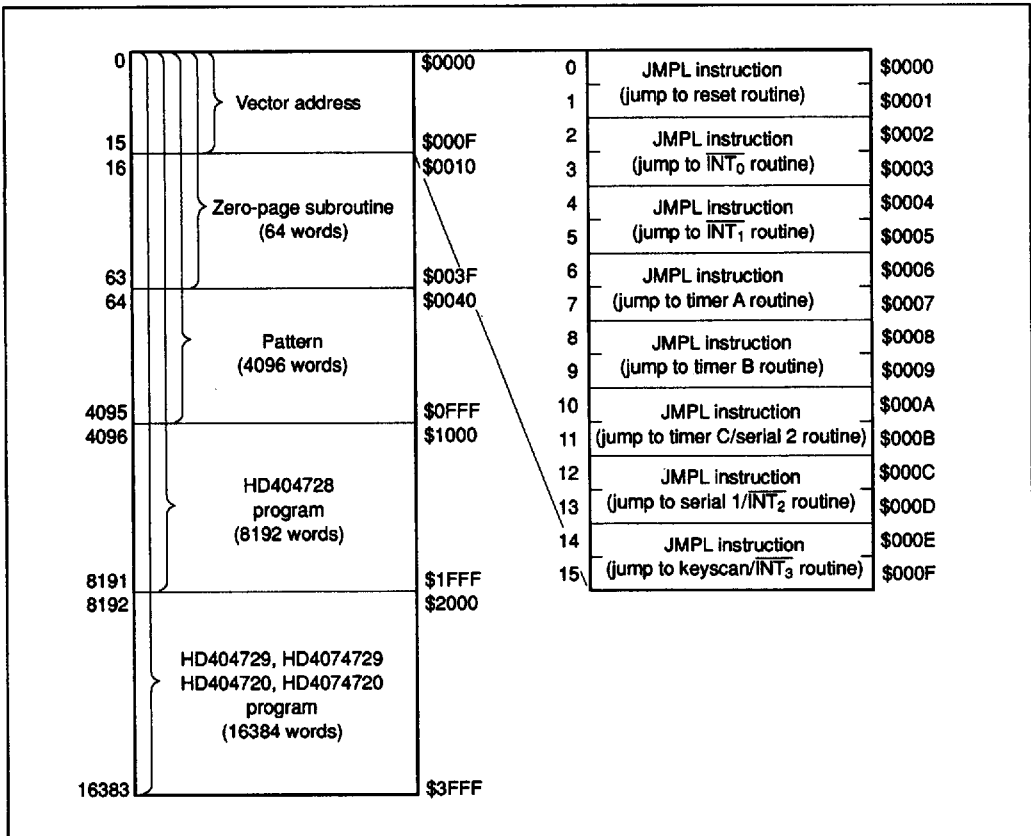 0
$0000
Vector address
15
$000F
16
$0010
Zero-page subroutine
(64 words)
63
$003F
64
$0040
Pattern
(4096 words)
4095
$0FFF
4096
$1000
HD404728
program
(8192 words)
8191
$1FFF
8192
$2000
HD404729, HD4074729
HD404720, HD4074720
program
(16384 words)
16383
$3FFF
0
JMPL instruction
$0000
1
(jump to reset routine)
$0001
2
JMPL instruction
$0002
3
(jump to INT0 routine)
$0003
4
JMPL instruction
$0004
5
(jump to INT1 routine)
$0005
6
JMPL instruction
$0006
7
(jump to timer A routine)
$0007
8
JMPL instruction
$0008
9
(jump to timer B routine)
$0009
10
JMPL instruction
$000A
11
(jump to timer C/serial 2 routine)
$000B
12
JMPL instruction
$000C
13
(jump to serial 1/INT2 routine)
$000D
14
JMPL instruction
$000E
15
(jump to keyscan/INT3 routine)
$000F